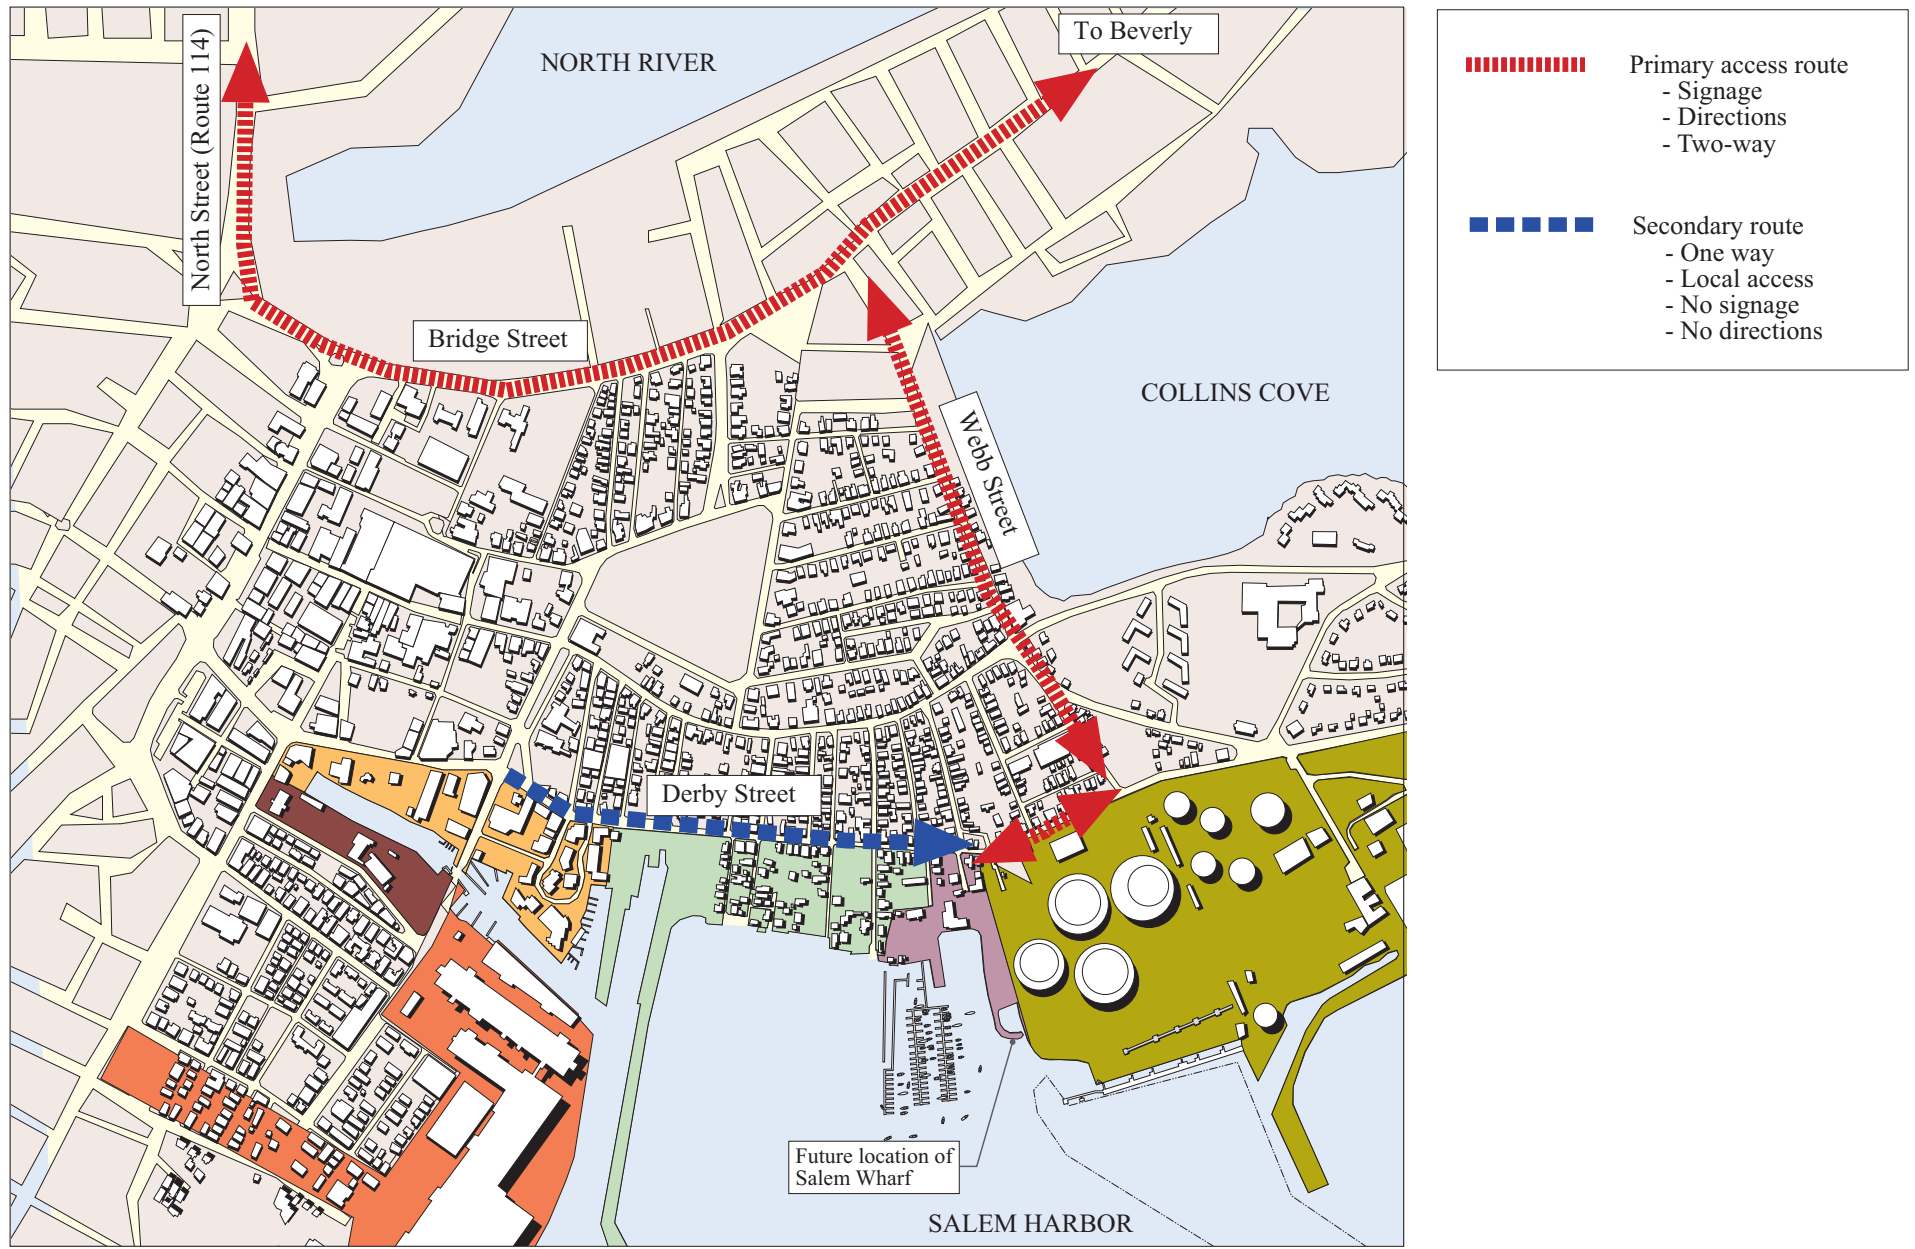 To Beverly
NORTH RIVER
North Street (Route 114)
Bridge Street
COLLINS COVE
Webb Street
Derby Street
Future location of
Salem Wharf
SALEM HARBOR
Primary access route
- Signage
- Directions
- Two-way
Secondary route
- One way
- Local access
- No signage
- No directions